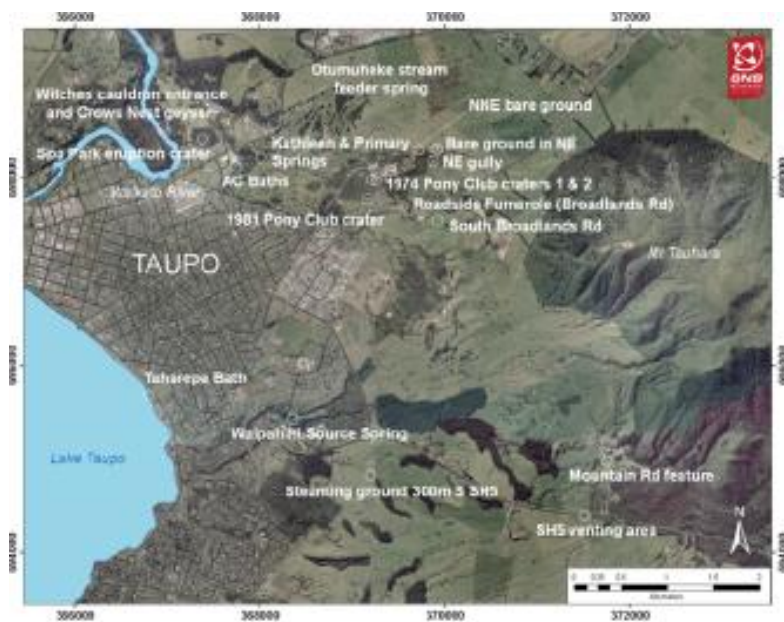 366000 368000 370000 372000
GNS
Otumuheke stream
feeder spring
Witches cauldron entrance
and Crows Nest geyser
NNE bare ground
Spa Park eruption crater
Kathleen & Primary
Springs
Bare ground in NE
NE gully
AC Baths
1974 Pony Club craters 1 & 2
Waikato River
Roadside Fumarole (Broadlands Rd)
1981 Pony Club crater
South Broadlands Rd
TAUPO
Mt Tauhara
Taharepa Bath
Waipahihi Source Spring
Lake Taupo
Mountain Rd feature
Steaming ground 300m S SH5
SH5 venting area
N
Kilometers
366000 368000 370000 372000